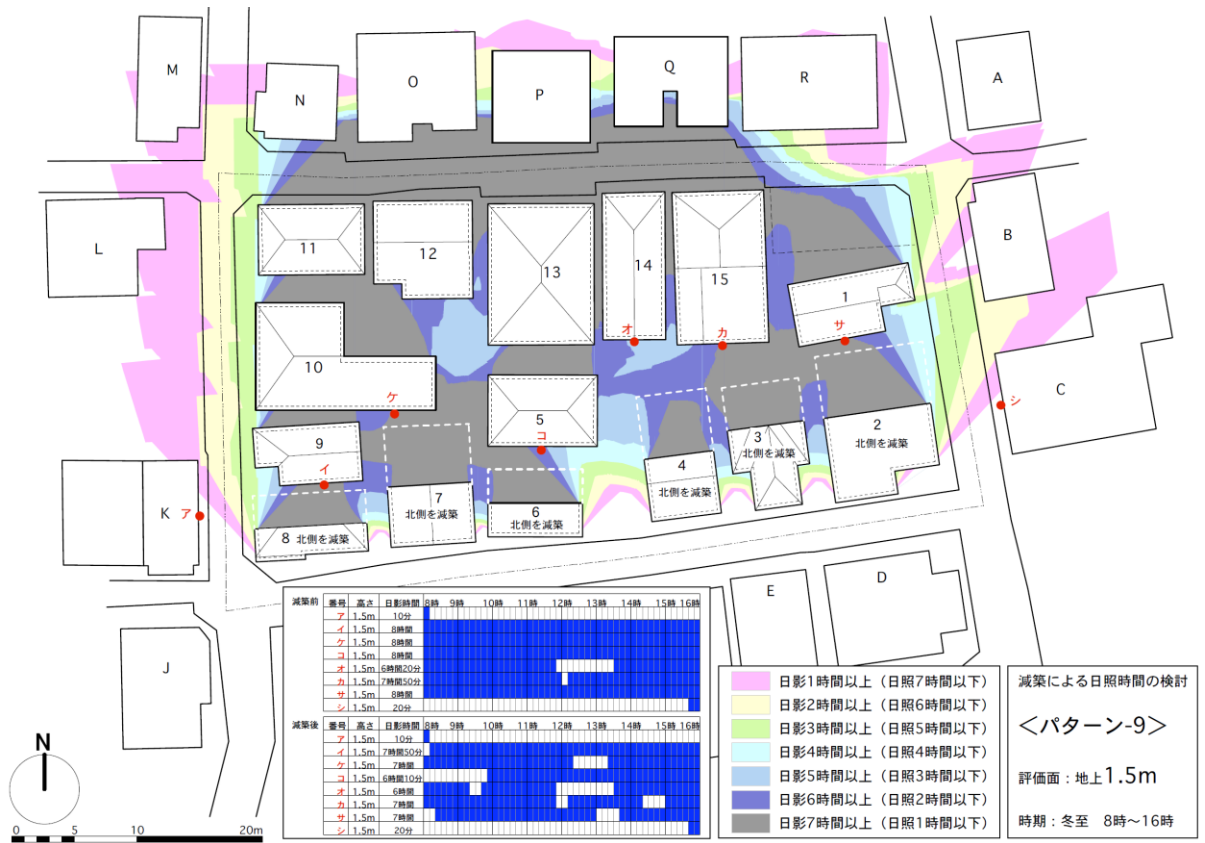 M
N
O
P
Q
R
A
L
B
C
11
12
13
14
15
1
オ
カ
サ
シ
10
ケ
5
コ
9
イ
2
北側を減築
3
北側を減築
4
北側を減築
7
北側を減築
6
北側を減築
8 北側を減築
K
ア
J
E
D
減築前 番号 高さ 日影時間 8時 9時 10時 11時 12時 13時 14時 15時 16時
ア 1.5m 10分
イ 1.5m 8時間
ケ 1.5m 8時間
コ 1.5m 8時間
オ 1.5m 6時間20分
カ 1.5m 7時間50分
サ 1.5m 8時間
シ 1.5m 20分
減築後 番号 高さ 日影時間 8時 9時 10時 11時 12時 13時 14時 15時 16時
ア 1.5m 10分
イ 1.5m 7時間50分
ケ 1.5m 7時間
コ 1.5m 6時間10分
オ 1.5m 6時間
カ 1.5m 7時間
サ 1.5m 7時間
シ 1.5m 20分
日影1時間以上（日照7時間以下）
日影2時間以上（日照6時間以下）
日影3時間以上（日照5時間以下）
日影4時間以上（日照4時間以下）
日影5時間以上（日照3時間以下）
日影6時間以上（日照2時間以下）
日影7時間以上（日照1時間以下）
減築による日照時間の検討
＜パターン-9＞
評価面：地上1.5m
時期：冬至 8時〜16時
N
0 5 10 20m